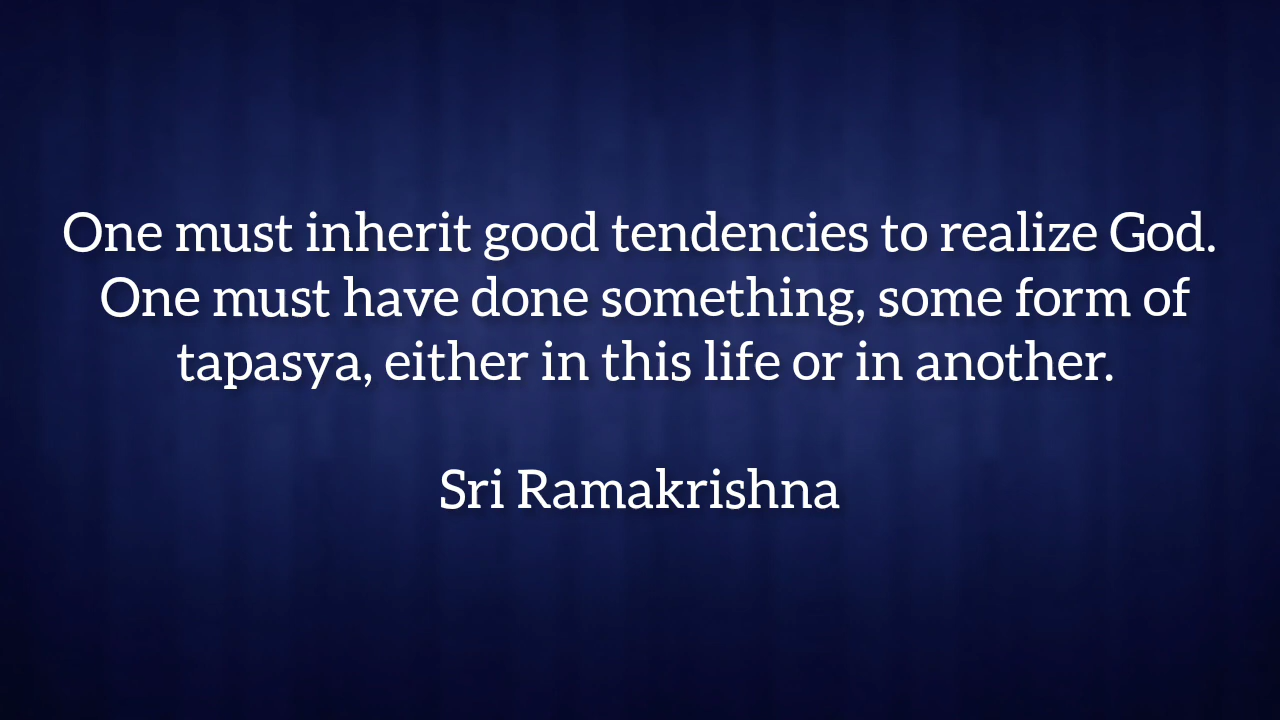 One must inherit good tendencies to realize God.
One must have done something, some form of
tapasya, either in this life or in another.
Sri Ramakrishna